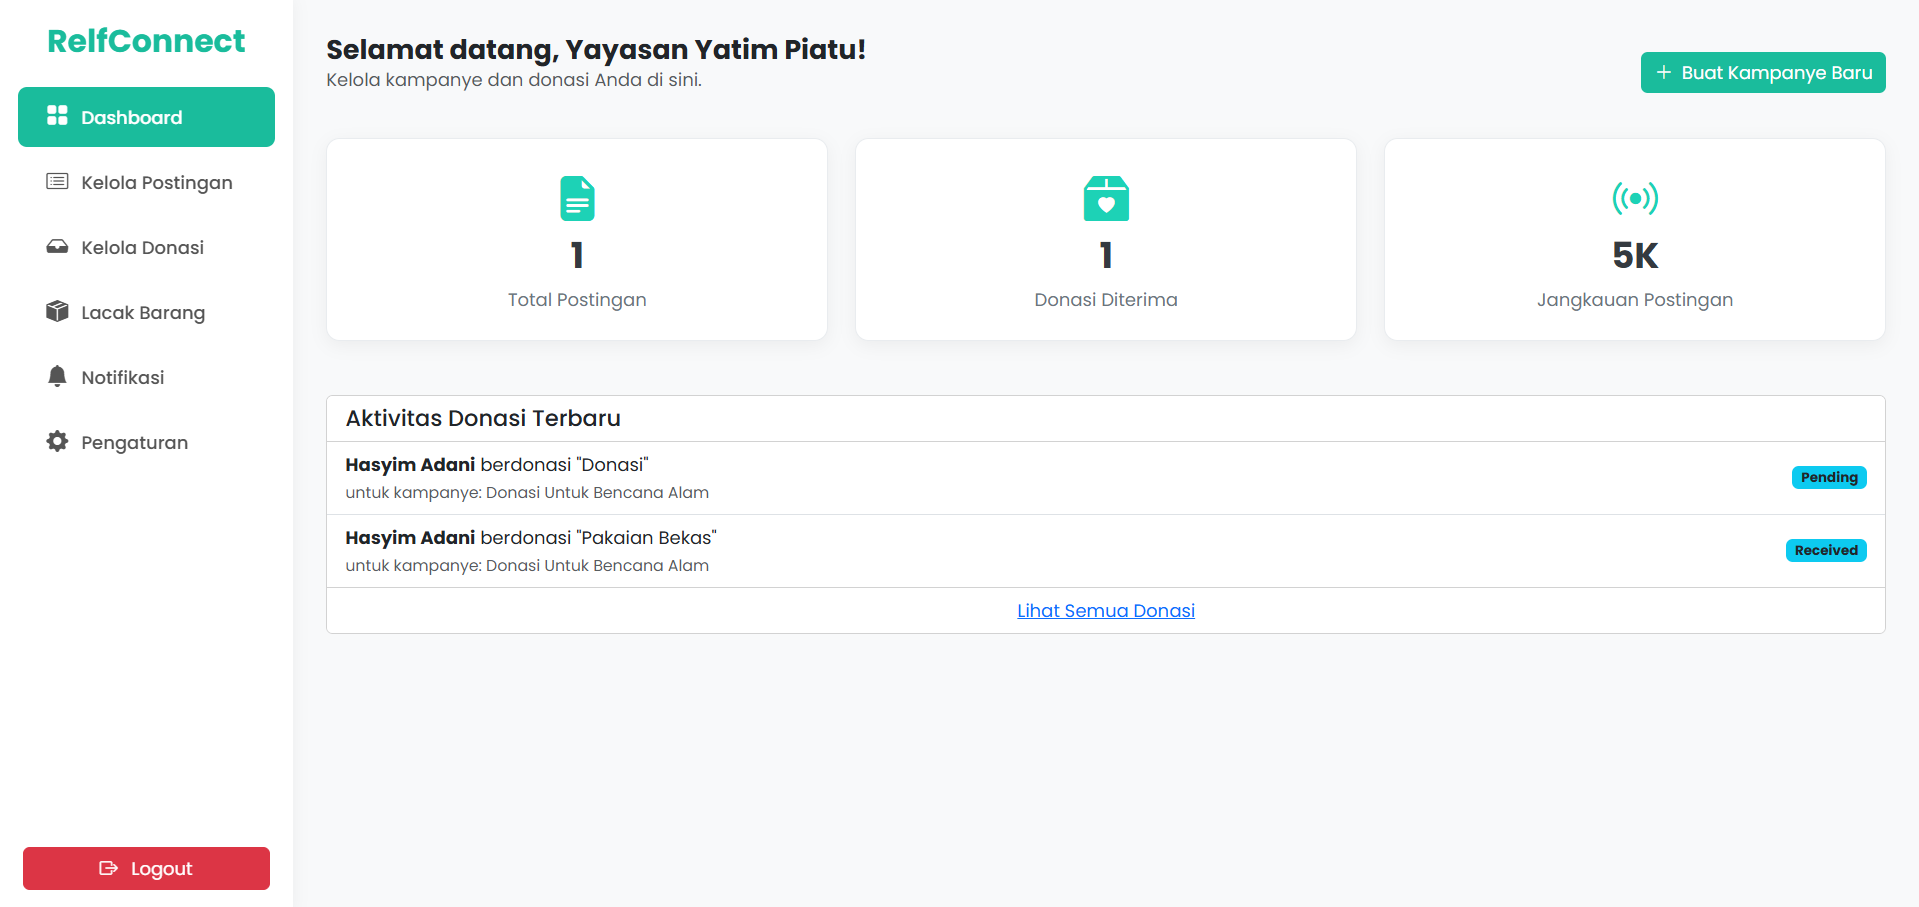 RelfConnect
Dashboard
Kelola Postingan
Kelola Donasi
Lacak Barang
Notifikasi
Pengaturan
Logout
Selamat datang, Yayasan Yatim Piatu!
Kelola kampanye dan donasi Anda di sini.
+ Buat Kampanye Baru
1
Total Postingan
1
Donasi Diterima
5K
Jangkauan Postingan
Aktivitas Donasi Terbaru
Hasyim Adani berdonasi "Donasi"
untuk kampanye: Donasi Untuk Bencana Alam
Pending
Hasyim Adani berdonasi "Pakaian Bekas"
untuk kampanye: Donasi Untuk Bencana Alam
Received
Lihat Semua Donasi